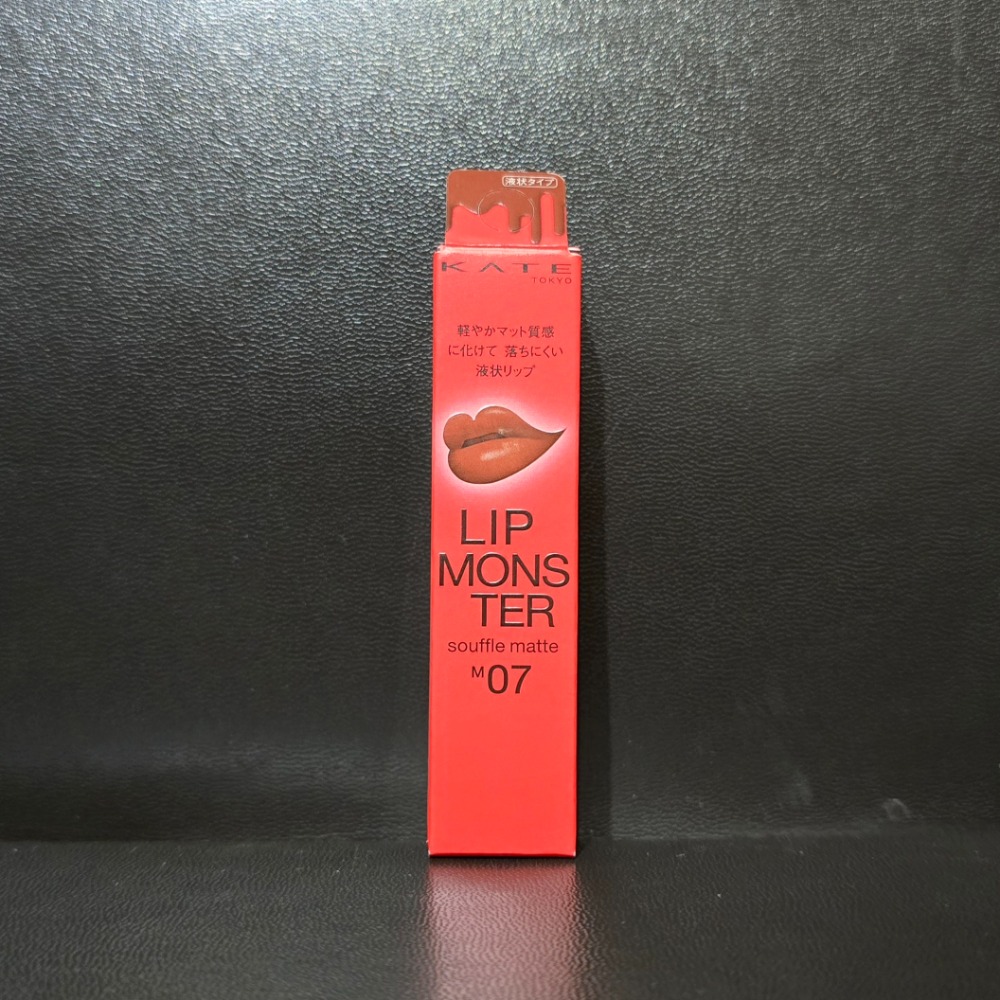 液状タイプ
KATE
TOKYO
軽やかマット質感
に化けて 落ちにくい
液状リップ
LIP
MONS
TER
souffle matte
M07